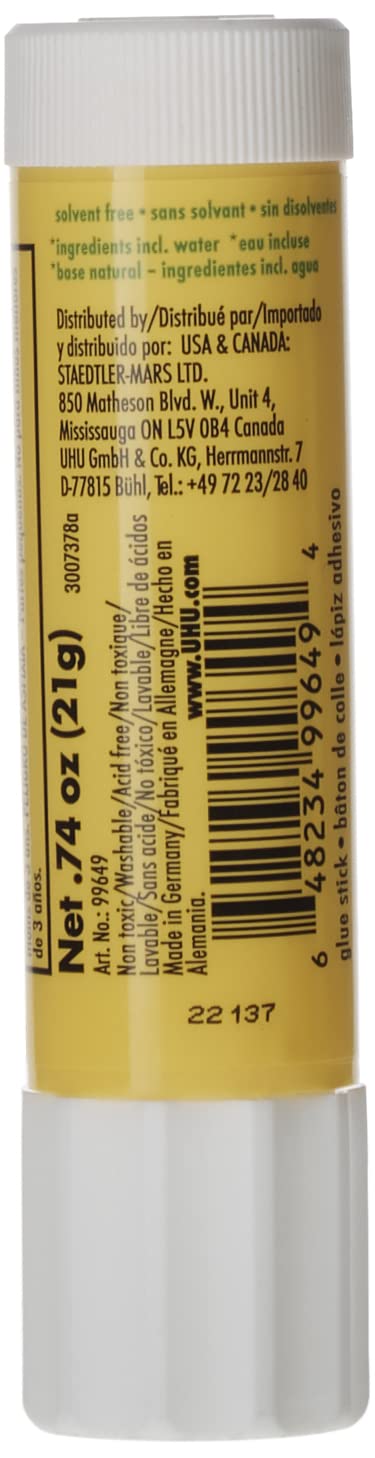 solvent free • sans solvant • sin disolventes
*ingredients incl. water *eau incluse
*base natural – ingredientes incl. agua
Distributed by/Distribué par/Importado
y distribuido por: USA & CANADA:
STAEDTLER-MARS LTD.
850 Matheson Blvd. W., Unit 4,
Mississauga ON L5V 0B4 Canada
UHU GmbH & Co. KG, Herrmannstr. 7
D-77815 Bühl, Tel.: +49 72 23/28 40
de 3 años.
Net .74 oz (21g) 3007378a
Art. No.: 99649
Non toxic/Washable/Acid free/Non toxique/
Lavable/Sans acide/No tóxico/Lavable/Libre de ácidos
Made in Germany/Fabriqué en Allemagne/Hecho en
Alemania.
www.UHU.com
6 48234 99649 4
glue stick • bâton de colle • lápiz adhesivo
22 137